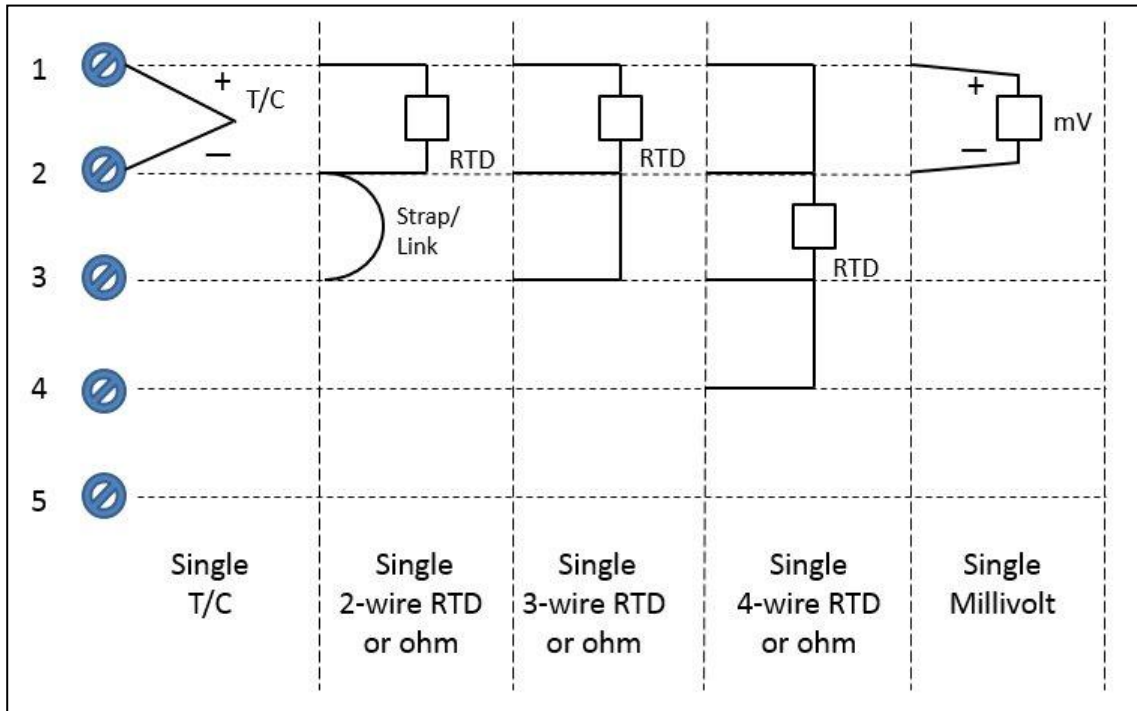 1
+
T/C
−
2
RTD
RTD
+
−
mV
Strap/
Link
3
RTD
4
5
Single
T/C
Single
2-wire RTD
or ohm
Single
3-wire RTD
or ohm
Single
4-wire RTD
or ohm
Single
Millivolt